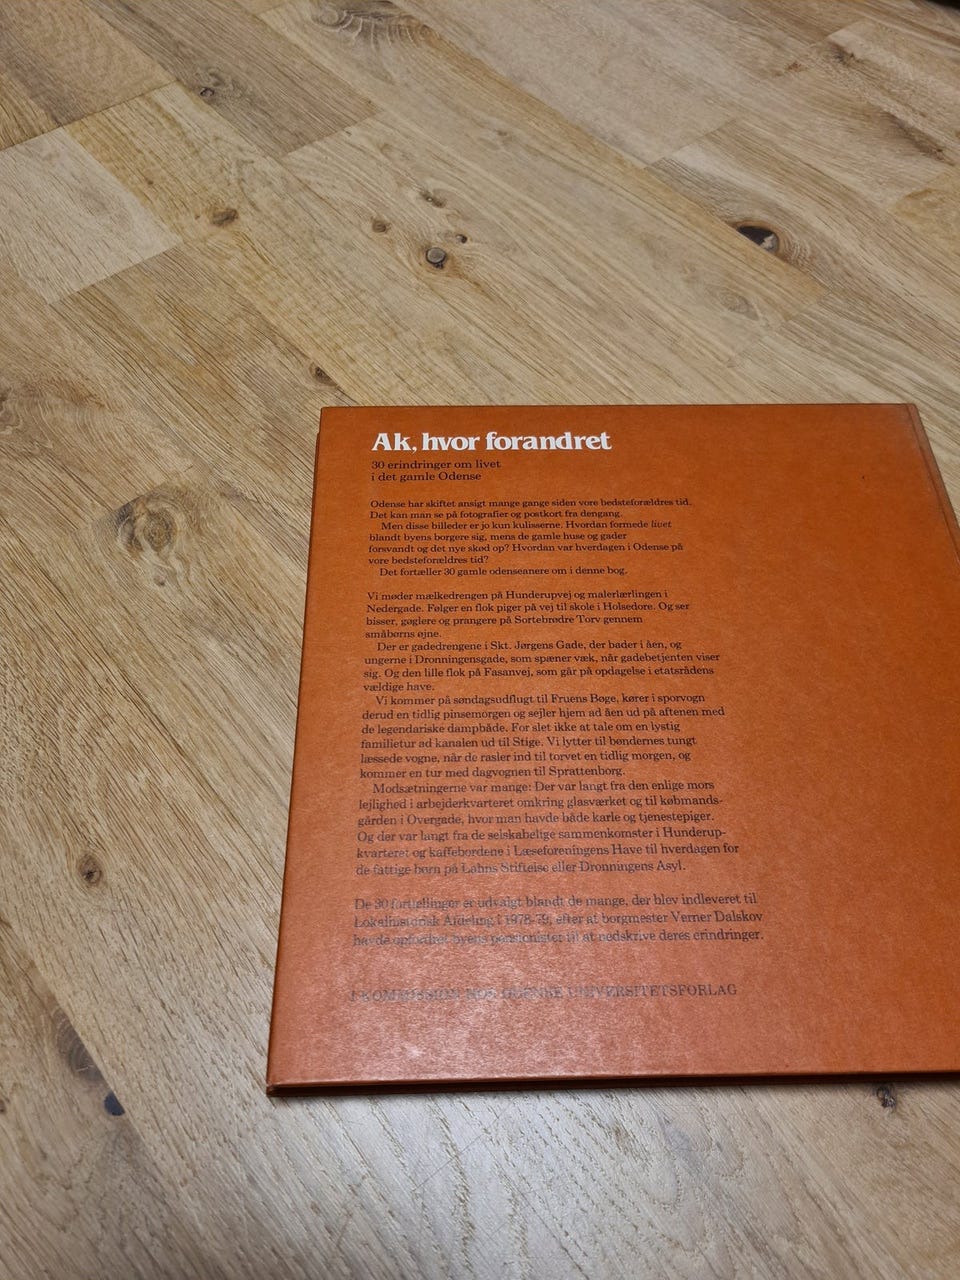 Ak, hvor forandret
30 erindringer om livet
i det gamle Odense
Odense har skiftet ansigt mange gange siden vore bedsteforældres tid.
Det kan man se på fotografier og postkort fra dengang.
Men disse billeder er jo kun kulisserne. Hvordan formede livet
blandt byens borgere sig, mens de gamle huse og gader
forsvandt og det nye skød op? Hvordan var hverdagen i Odense på
vore bedsteforældres tid?
Det fortæller 30 gamle odenseanere om i denne bog.
Vi møder mælkedrengen på Hunderupvej og malerlærlingen i
Nedergade. Følger en flok piger på vej til skole i Holsedore. Og ser
bisser, gøglere og prangere på Sortebrødre Torv gennem
småbørns øjne.
Der er gadedrengene i Skt. Jørgens Gade, der bader i åen, og
ungerne i Dronningensgade, som spæner væk, når gadebetjenten viser
sig. Og den lille flok på Fasanvej, som går på opdagelse i etatsrådens
vældige have.
Vi kommer på søndagsudflugt til Fruens Bøge, kører i sporvogn
derud en tidlig pinsemorgen og sejler hjem ad åen ud på aftenen med
de legendariske dampbåde. For slet ikke at tale om en lystig
familietur ad kanalen ud til Stige. Vi lytter til bøndernes tungt
læssede vogne, når de rasler ind til torvet en tidlig morgen, og
kommer en tur med dagvognen til Sprattenborg.
Modsætningerne var mange: Der var langt fra den enlige mors
lejlighed i arbejderkvarteret omkring glasværket og til købmands-
gården i Overgade, hvor man havde både karle og tjenestepiger.
Og der var langt fra de selskabelige sammenkomster i Hunderup-
kvarteret og kaffebordene i Læseforeningens Have til hverdagen for
de fattige børn på Lahns Stiftelse eller Dronningens Asyl.
De 30 fortællinger er udvalgt blandt de mange, der blev indleveret til
Lokalhistorisk Afdeling i 1978-79, efter at borgmester Verner Dalskov
havde opfordret byens pensionister til at nedskrive deres erindringer.
I KOMMISSION HOS ODENSE UNIVERSITETSFORLAG